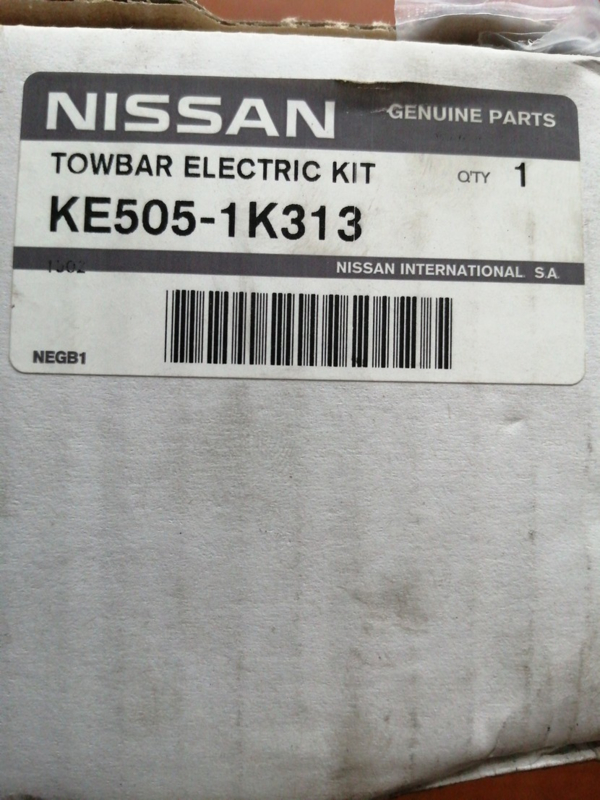 NISSAN GENUINE PARTS
TOWBAR ELECTRIC KIT Q'TY 1
KE505-1K313
NISSAN INTERNATIONAL S.A.
NEGB1